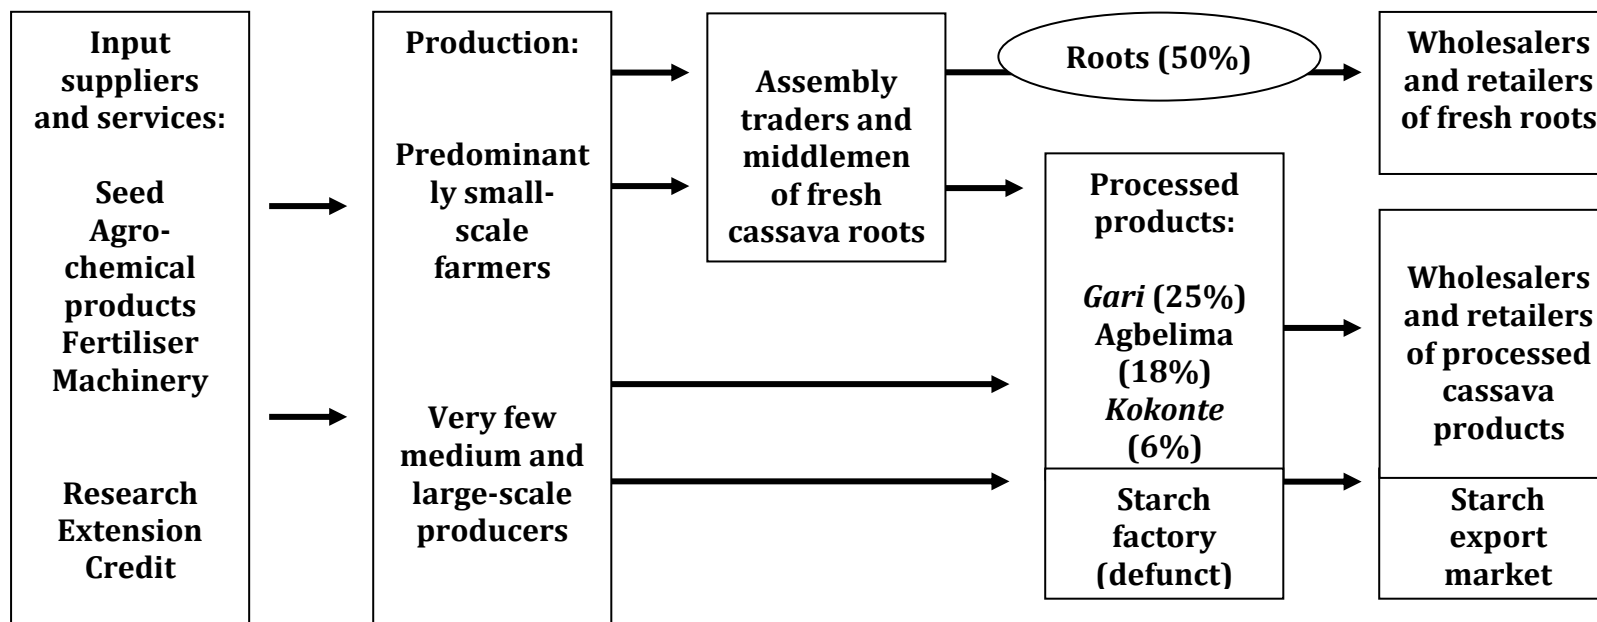 Input
suppliers
and services:
Seed
Agro-
chemical
products
Fertiliser
Machinery
Research
Extension
Credit
Production:
Predominant
ly small-
scale
farmers
Very few
medium and
large-scale
producers
Assembly
traders and
middlemen
of fresh
cassava roots
Roots (50%)
Processed
products:
Gari (25%)
Agbelima
(18%)
Kokonte
(6%)
Starch
factory
(defunct)
Wholesalers
and retailers
of fresh roots
Wholesalers
and retailers
of processed
cassava
products
Starch
export
market